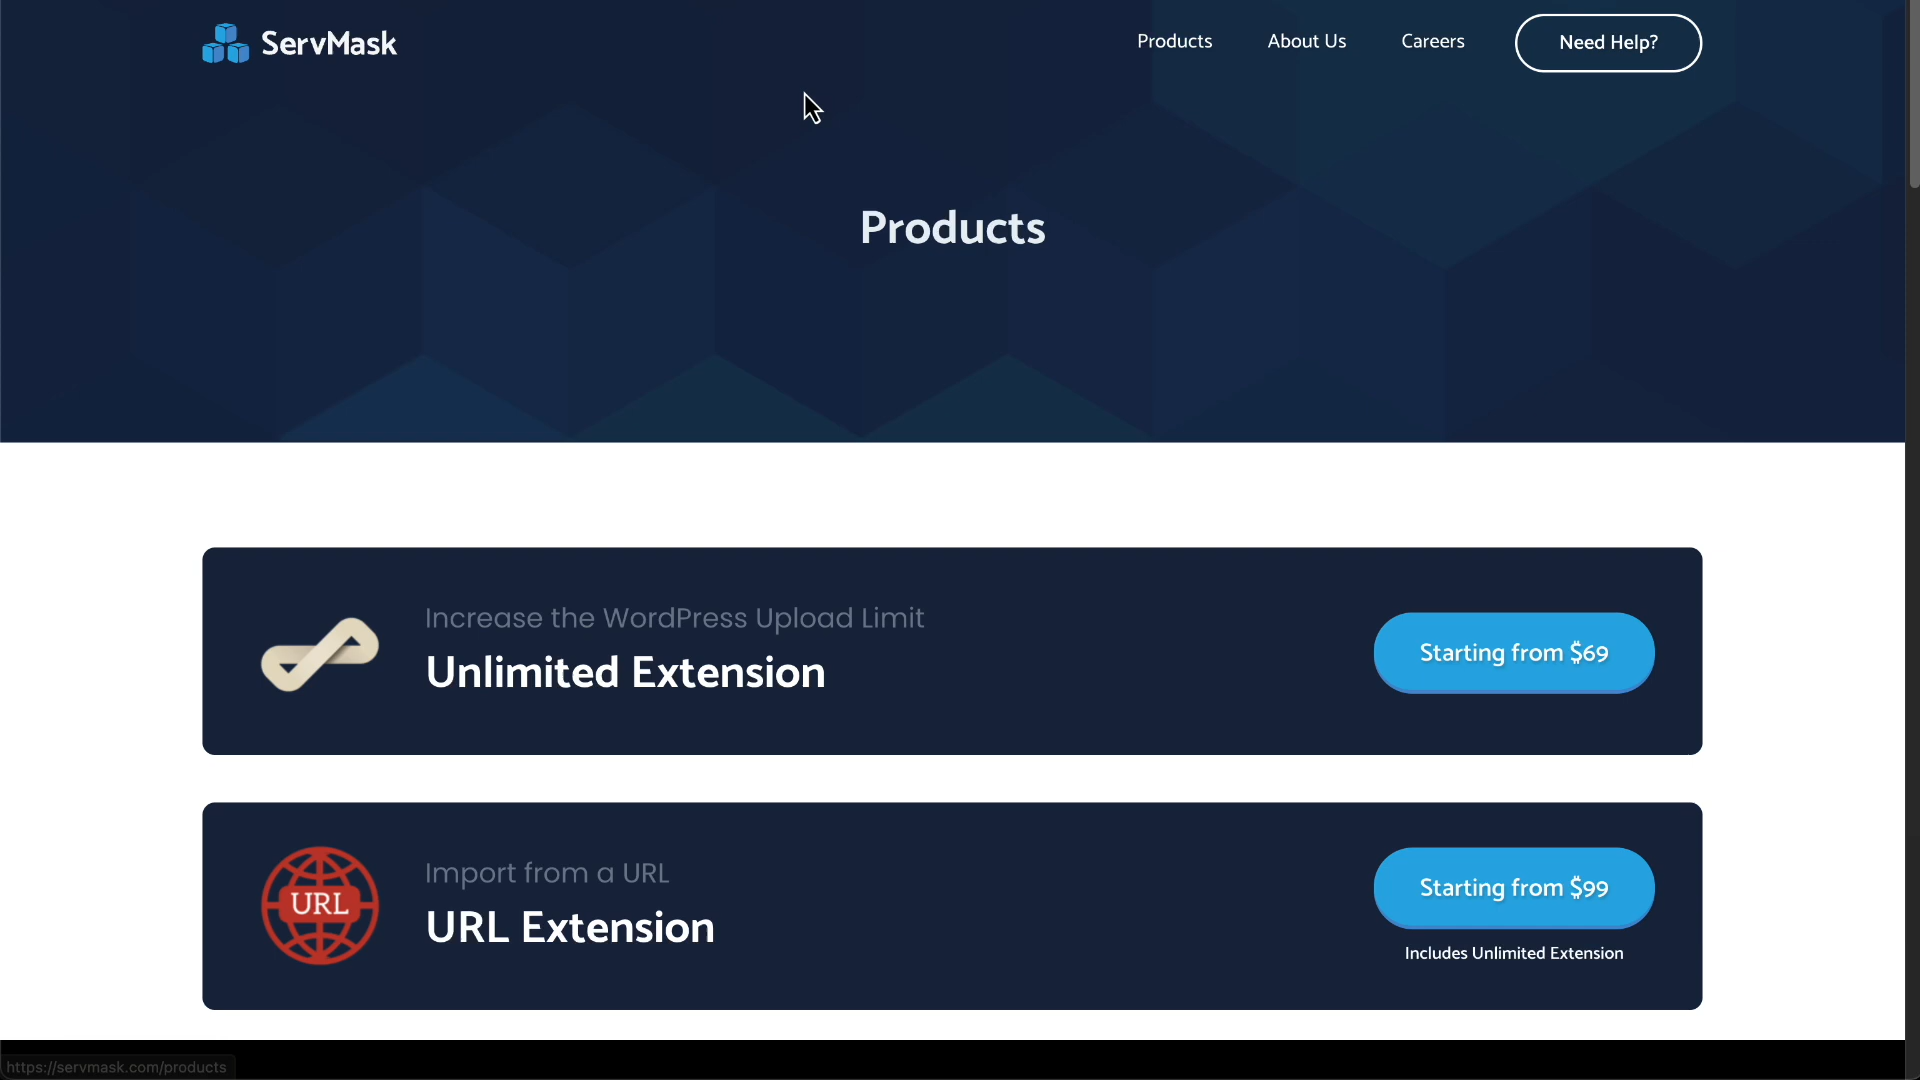 ServMask
Products
About Us
Careers
Need Help?
Products
Increase the WordPress Upload Limit
Unlimited Extension
Starting from $69
URL
Import from a URL
URL Extension
Starting from $99
Includes Unlimited Extension
https://servmask.com/products